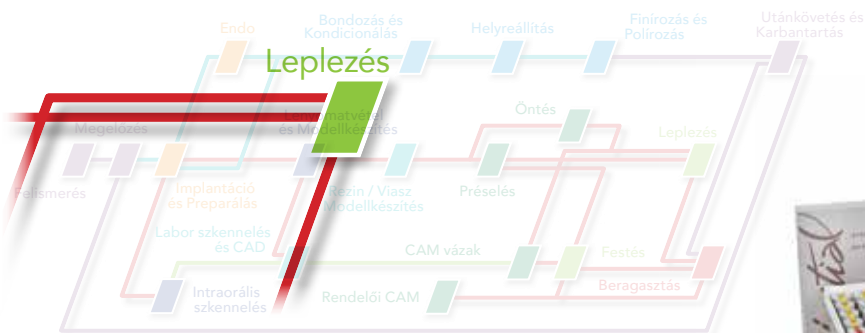 Endo
Bondozás és
Kondicionálás
Helyreállítás
Finírozás és
Polírozás
Utánkövetés és
Karbantartás
Leplezés
Megelőzés
Lenyomatvétel
és Modellkészítés
Öntés
Leplezés
Felismerés
Implantáció
és Preparálás
Rezin / Viasz
Modellkészítés
Préselés
Labor szkennelés
és CAD
CAM vázak
Festés
Beragasztás
Intraorális
szkennelés
Rendelői CAM